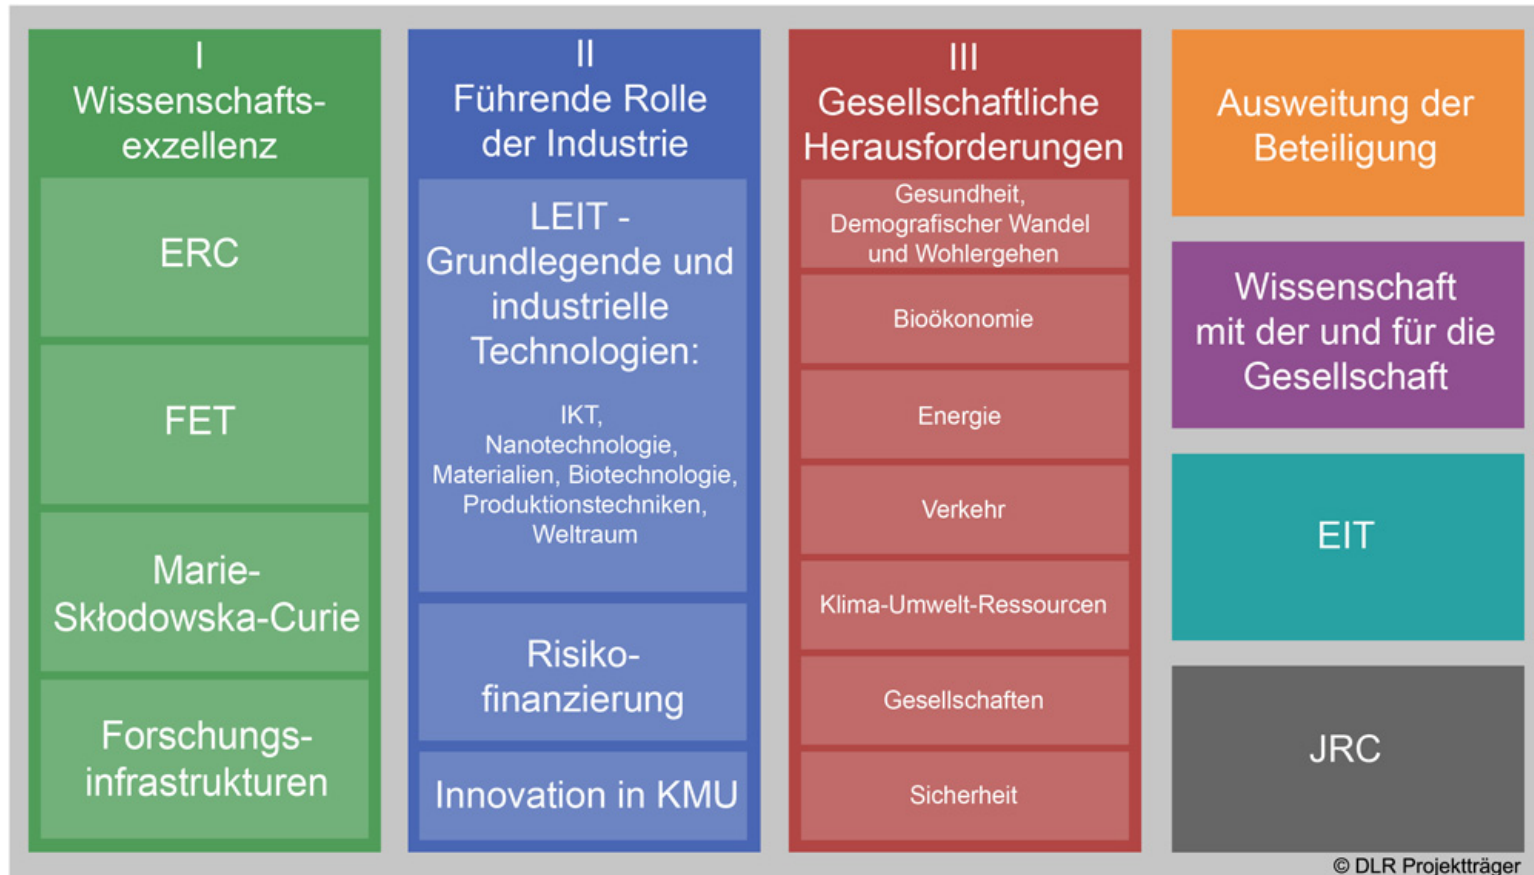 I
Wissenschafts-
exzellenz
ERC
FET
Marie-
Skłodowska-Curie
Forschungs-
infrastrukturen
II
Führende Rolle
der Industrie
LEIT -
Grundlegende und
industrielle
Technologien:
IKT,
Nanotechnologie,
Materialien, Biotechnologie,
Produktionstechniken,
Weltraum
Risiko-
finanzierung
Innovation in KMU
III
Gesellschaftliche
Herausforderungen
Gesundheit,
Demografischer Wandel
und Wohlergehen
Bioökonomie
Energie
Verkehr
Klima-Umwelt-Ressourcen
Gesellschaften
Sicherheit
Ausweitung der
Beteiligung
Wissenschaft
mit der und für die
Gesellschaft
EIT
JRC
© DLR Projektträger